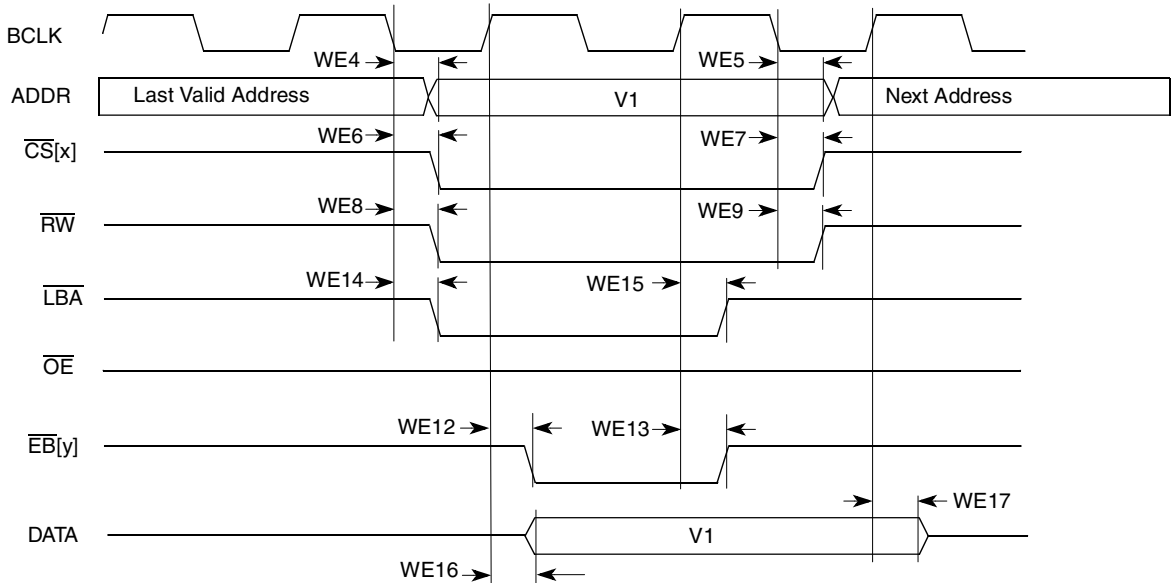 BCLK
WE4
WE5
ADDR
Last Valid Address
V1
Next Address
WE6
WE7
CS[x]
WE8
WE9
RW
WE14
WE15
LBA
OE
WE12
WE13
EB[y]
WE17
DATA
V1
WE16